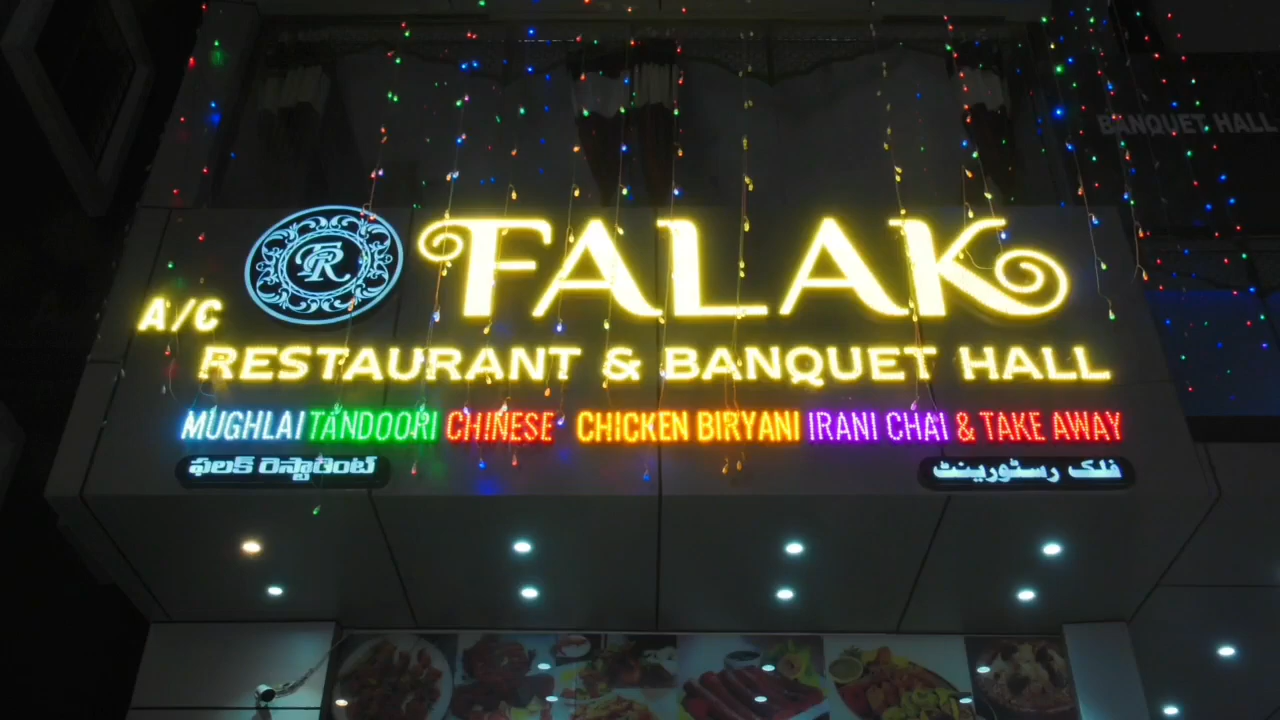 BANQUET HALL
FR
FALAK
A/C
RESTAURANT & BANQUET HALL
MUGHLAI TANDOORI CHINESE CHICKEN BIRYANI IRANI CHAI & TAKE AWAY
ఫలక్ రెస్టారెంట్
فلک رسٹورینٹ